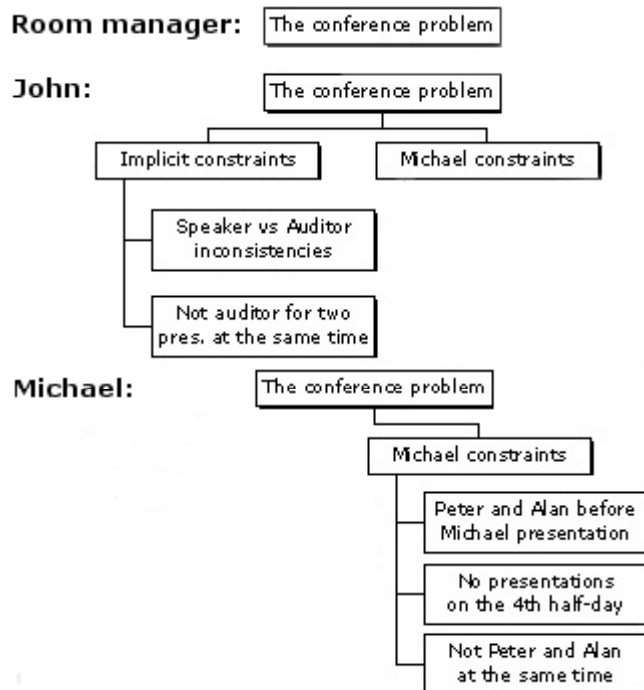 Room manager:
The conference problem
John:
The conference problem
Implicit constraints
Michael constraints
Speaker vs Auditor
inconsistencies
Not auditor for two
pres. at the same time
Michael:
The conference problem
Michael constraints
Peter and Alan before
Michael presentation
No presentations
on the 4th half-day
Not Peter and Alan
at the same time